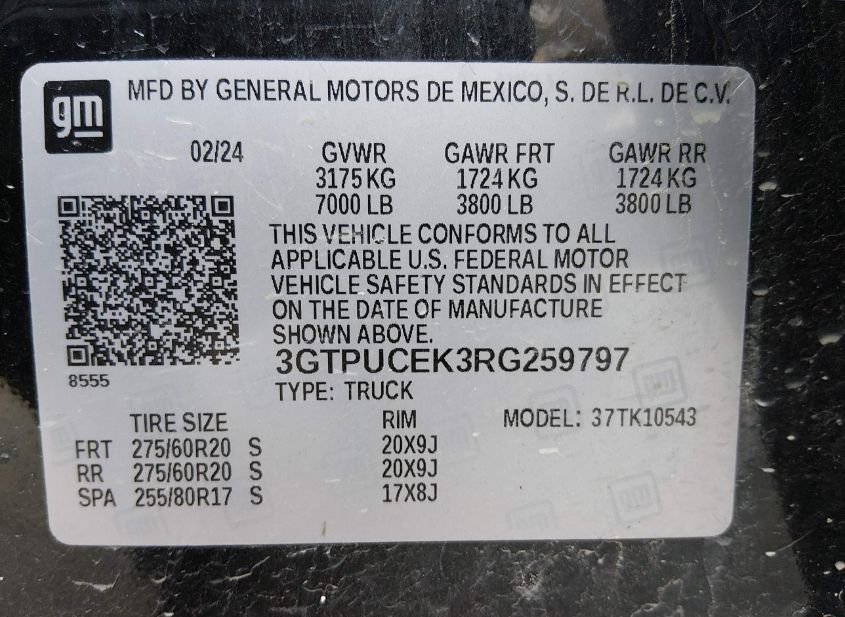 gm MFD BY GENERAL MOTORS DE MEXICO, S. DE R.L. DE C.V.
02/24 GVWR GAWR FRT GAWR RR
3175 KG 1724 KG 1724 KG
7000 LB 3800 LB 3800 LB
THIS VEHICLE CONFORMS TO ALL
APPLICABLE U.S. FEDERAL MOTOR
VEHICLE SAFETY STANDARDS IN EFFECT
ON THE DATE OF MANUFACTURE
SHOWN ABOVE.
3GTPUCEK3RG259797
8555
TYPE: TRUCK
TIRE SIZE RIM MODEL: 37TK10543
FRT 275/60R20 S 20X9J
RR 275/60R20 S 20X9J
SPA 255/80R17 S 17X8J